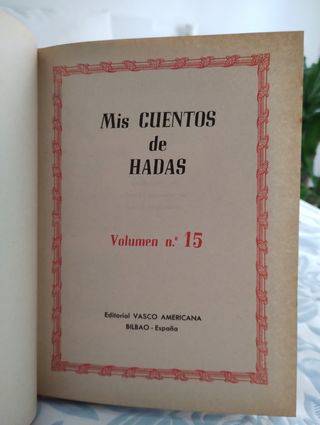 Mis CUENTOS
de
HADAS
Volumen n.º 15
Editorial VASCO AMERICANA
BILBAO - España